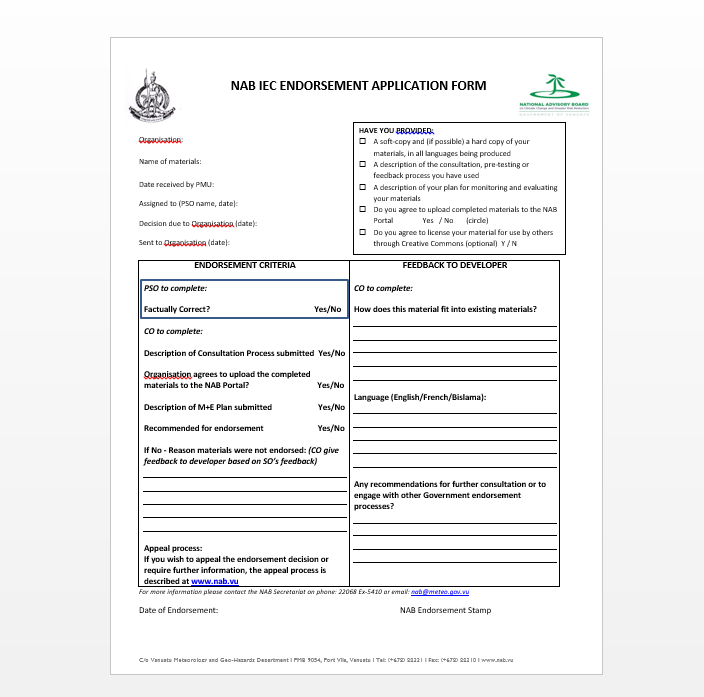 NAB IEC ENDORSEMENT APPLICATION FORM
NATIONAL ADVISORY BOARD
Organisation:
Name of materials:
Date received by PMU:
Assigned to (PSO name, date):
Decision due to Organisation (date):
Sent to Organisation (date):
HAVE YOU PROVIDED:
A soft-copy and (if possible) a hard copy of your
materials, in all languages being produced
A description of the consultation, pre-testing or
feedback process you have used
A description of your plan for monitoring and evaluating
your materials
Do you agree to upload completed materials to the NAB
Portal Yes / No (circle)
Do you agree to license your material for use by others
through Creative Commons (optional) Y / N
ENDORSEMENT CRITERIA
PSO to complete:
Factually Correct? Yes/No
CO to complete:
Description of Consultation Process submitted Yes/No
Organisation agrees to upload the completed
materials to the NAB Portal? Yes/No
Description of M+E Plan submitted Yes/No
Recommended for endorsement Yes/No
If No - Reason materials were not endorsed: (CO give
feedback to developer based on SO's feedback)
Appeal process:
If you wish to appeal the endorsement decision or
require further information, the appeal process is
described at www.nab.vu
FEEDBACK TO DEVELOPER
CO to complete:
How does this material fit into existing materials?
Language (English/French/Bislama):
Any recommendations for further consultation or to
engage with other Government endorsement
processes?
For more information please contact the NAB Secretariat on phone: 22068 Ex-5410 or email: nab@meteo.gov.vu
Date of Endorsement: NAB Endorsement Stamp
C/o Vanuatu Meteorology and Geo-Hazards Department | PMB 9054, Port Vila, Vanuatu | Tel: (+678) 22331 | Fax: (+678) 22310 | www.nab.vu